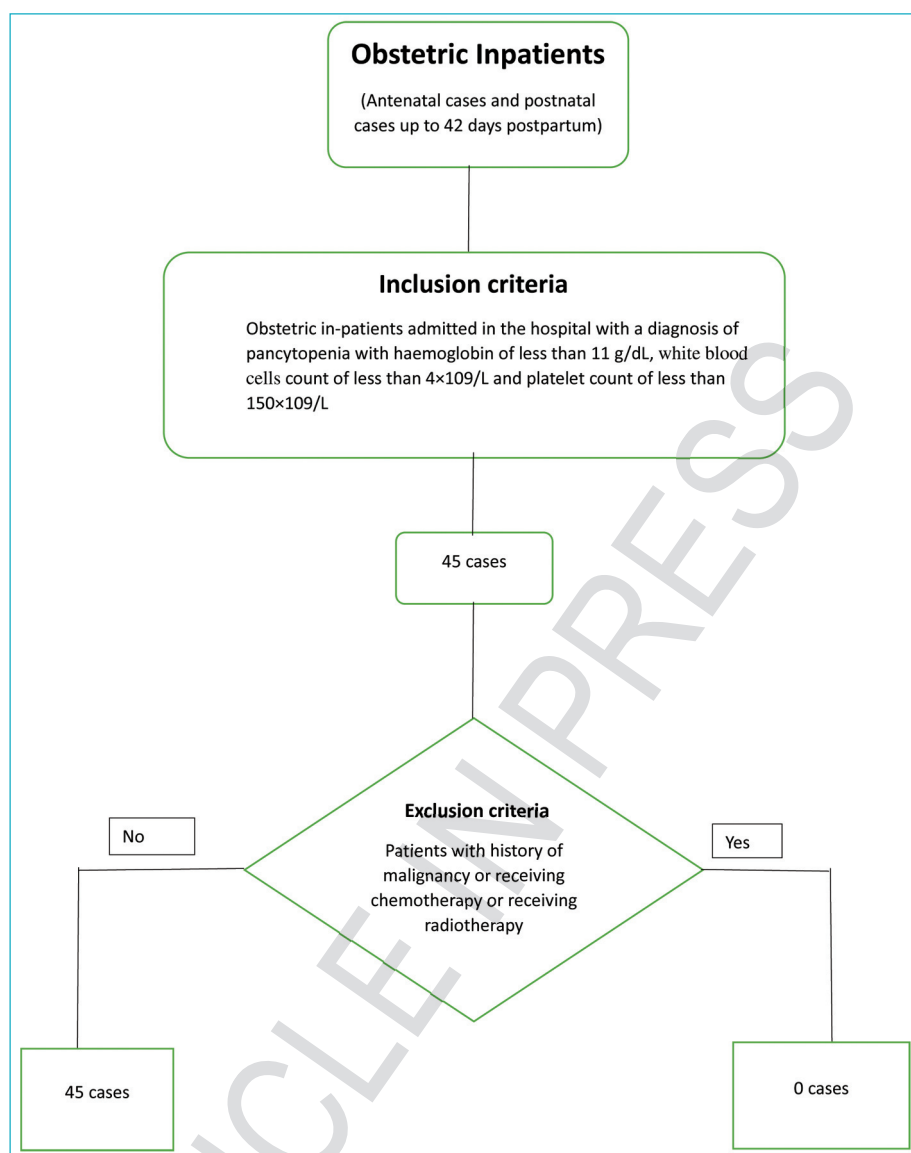 Obstetric Inpatients
(Antenatal cases and postnatal
cases up to 42 days postpartum)
Inclusion criteria
Obstetric in-patients admitted in the hospital with a diagnosis of
pancytopenia with haemoglobin of less than 11 g/dL, white blood
cells count of less than 4×109/L and platelet count of less than
150×109/L
45 cases
Exclusion criteria
Patients with history of
malignancy or receiving
chemotherapy or receiving
radiotherapy
No
Yes
45 cases
0 cases
CLE IN PRESS